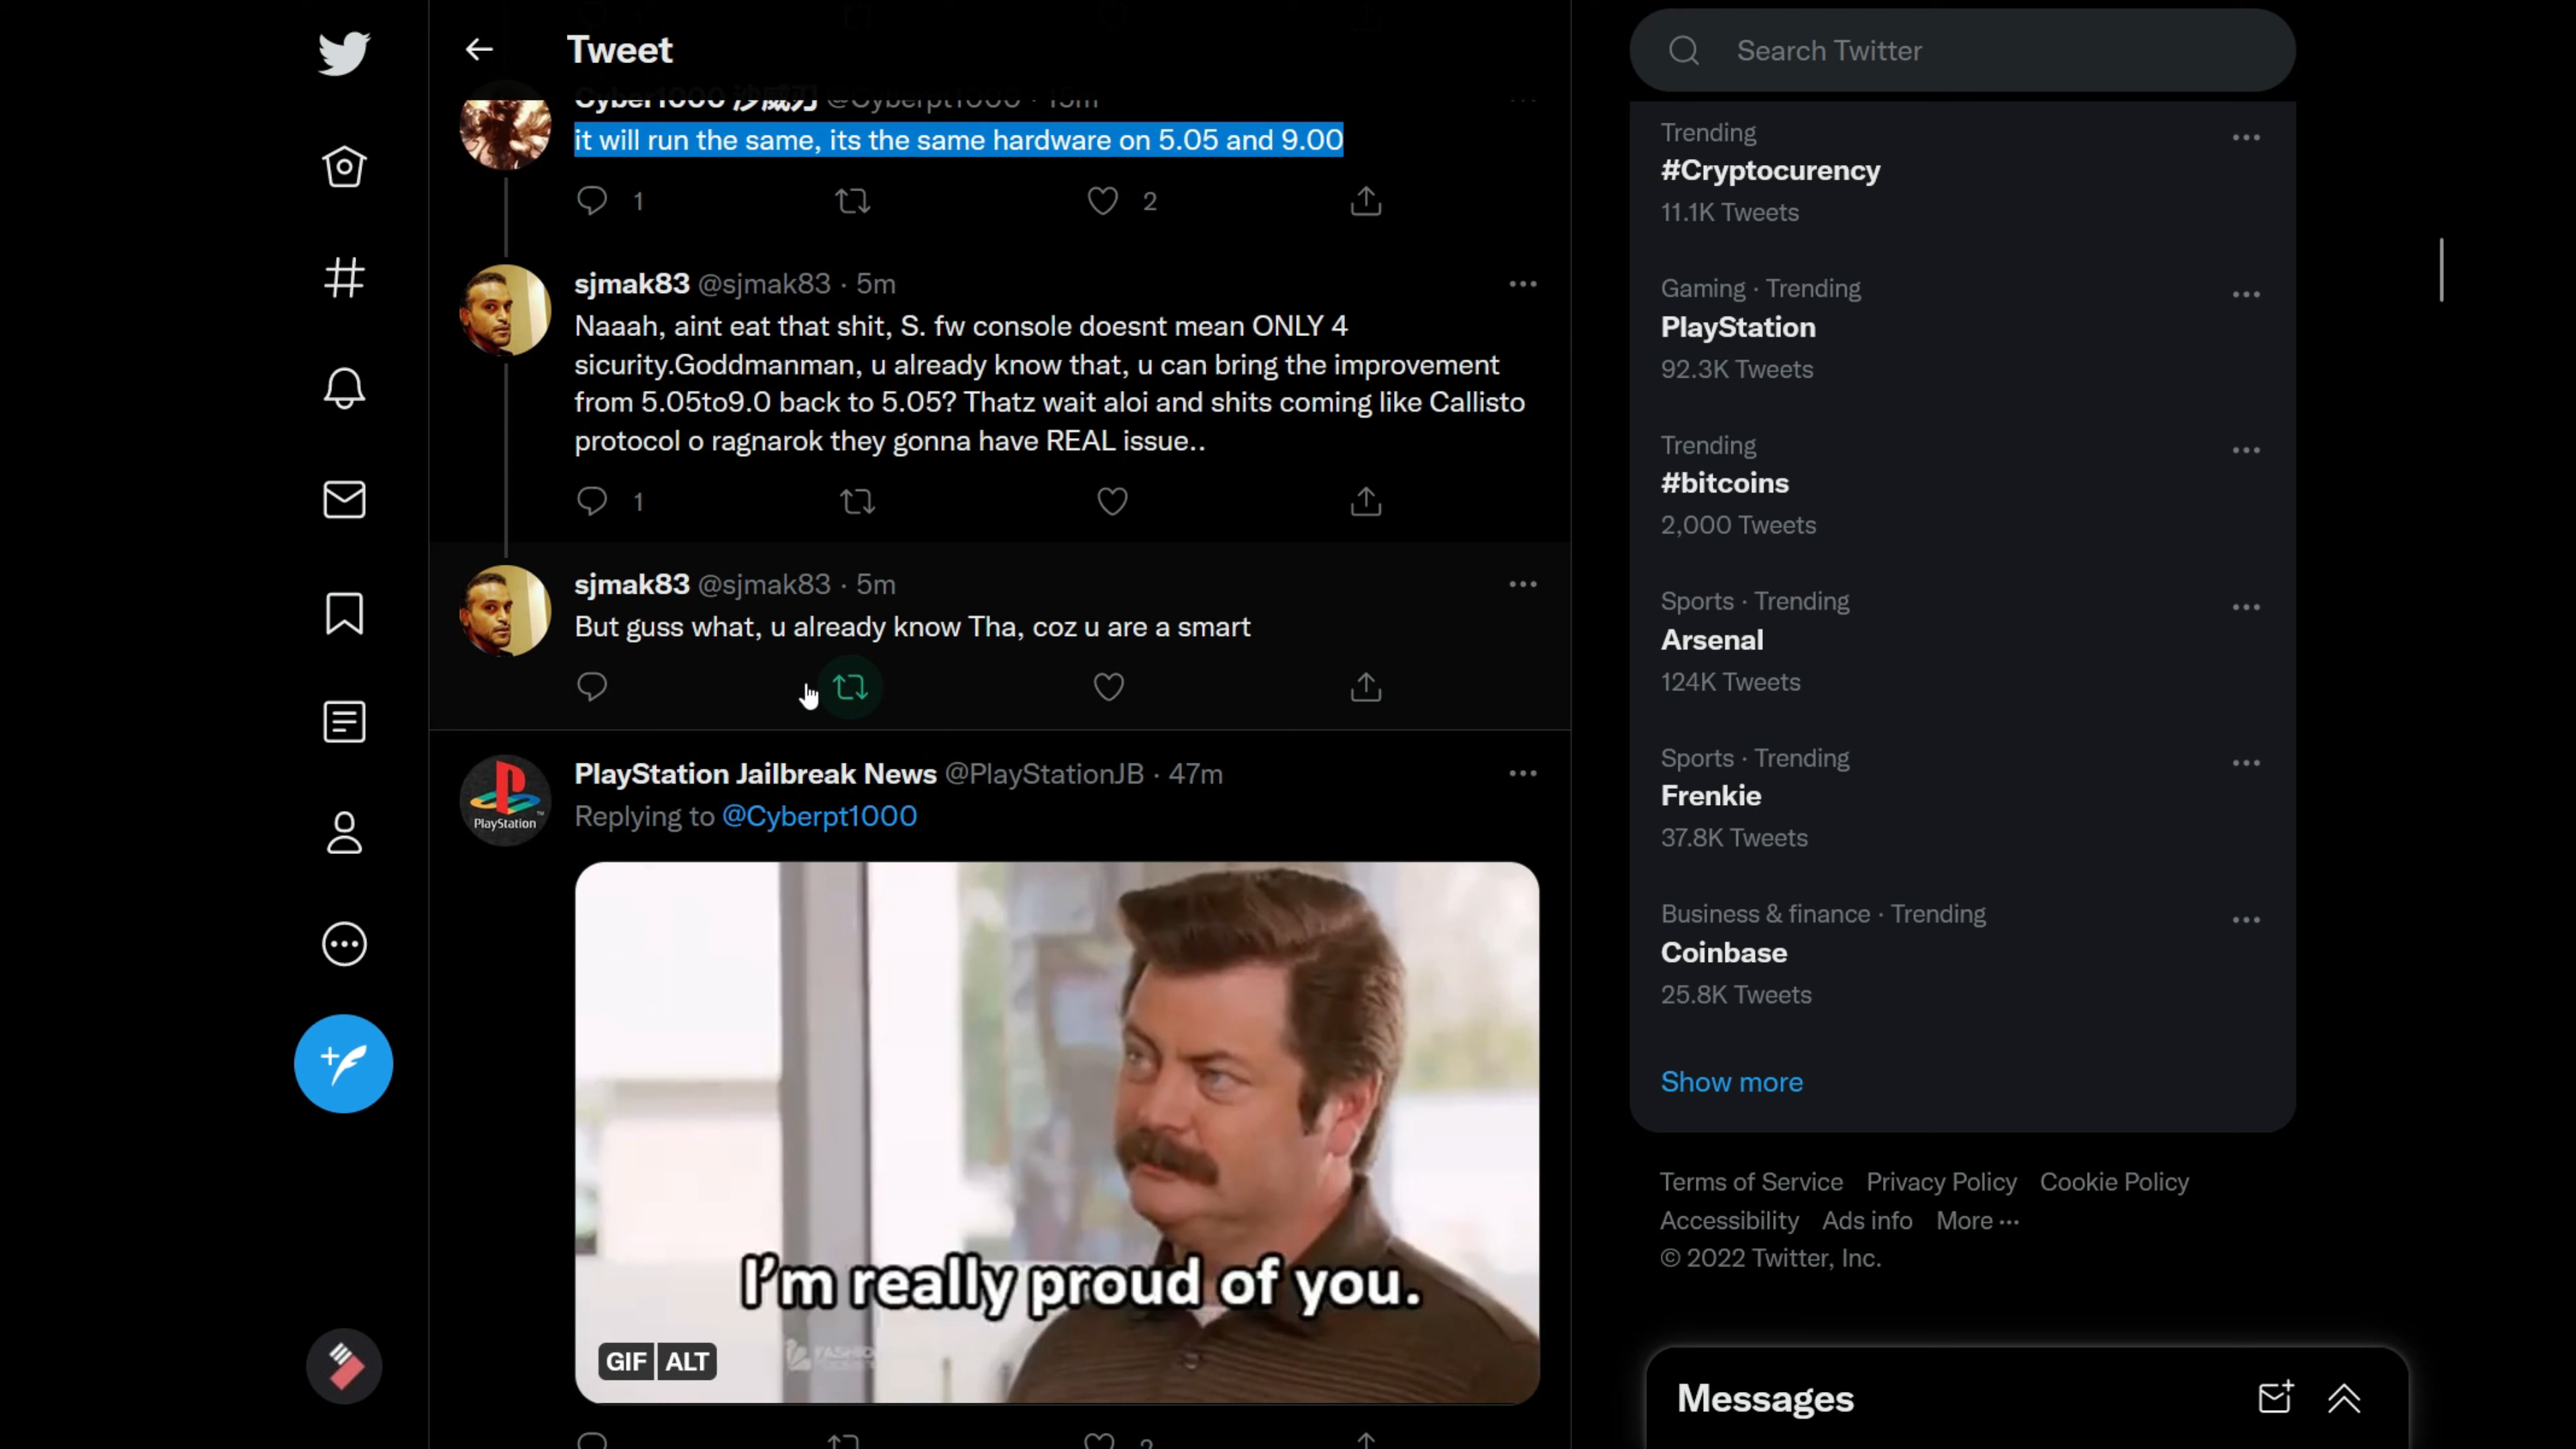 Tweet
Cyber1000 @Cyberpt1000 · 15m
it will run the same, its the same hardware on 5.05 and 9.00
1
2
sjmak83 @sjmak83 · 5m
Naaah, aint eat that shit, S. fw console doesnt mean ONLY 4
sicurity.Goddmanman, u already know that, u can bring the improvement
from 5.05to9.0 back to 5.05? Thatz wait aloi and shits coming like Callisto
protocol o ragnarok they gonna have REAL issue..
1
sjmak83 @sjmak83 · 5m
But guss what, u already know Tha, coz u are a smart
PlayStation Jailbreak News @PlayStationJB · 47m
Replying to @Cyberpt1000
PlayStation
I'm really proud of you.
GIF ALT
Search Twitter
Trending
#Cryptocurency
11.1K Tweets
Gaming · Trending
PlayStation
92.3K Tweets
Trending
#bitcoins
2,000 Tweets
Sports · Trending
Arsenal
124K Tweets
Sports · Trending
Frenkie
37.8K Tweets
Business & finance · Trending
Coinbase
25.8K Tweets
Show more
Terms of Service Privacy Policy Cookie Policy
Accessibility Ads info More ···
© 2022 Twitter, Inc.
Messages